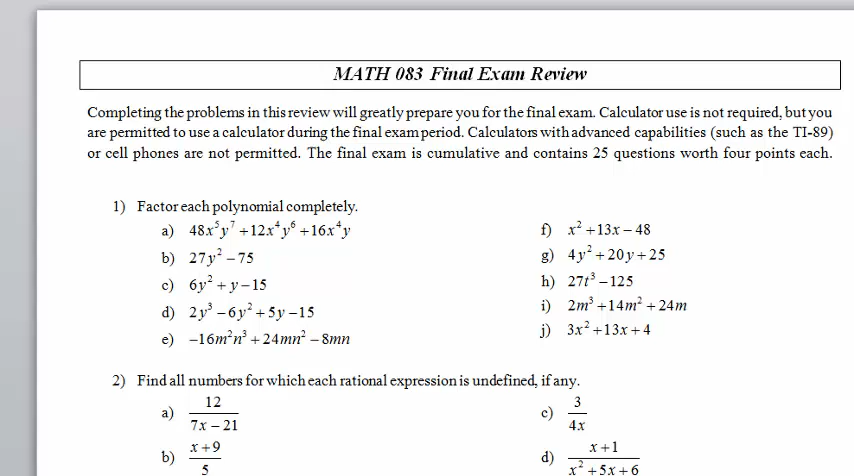 MATH 083 Final Exam Review
Completing the problems in this review will greatly prepare you for the final exam. Calculator use is not required, but you
are permitted to use a calculator during the final exam period. Calculators with advanced capabilities (such as the TI-89)
or cell phones are not permitted. The final exam is cumulative and contains 25 questions worth four points each.
1) Factor each polynomial completely.
a) 48x⁵y⁷ + 12x⁴y⁶ + 16x⁴y
b) 27y² − 75
c) 6y² + y − 15
d) 2y³ − 6y² + 5y − 15
e) −16m²n³ + 24mn² − 8mn
f) x² + 13x − 48
g) 4y² + 20y + 25
h) 27t³ − 125
i) 2m³ + 14m² + 24m
j) 3x² + 13x + 4
2) Find all numbers for which each rational expression is undefined, if any.
a) 12
7x − 21
b) x + 9
5
c) 3
4x
d) x + 1
x² + 5x + 6